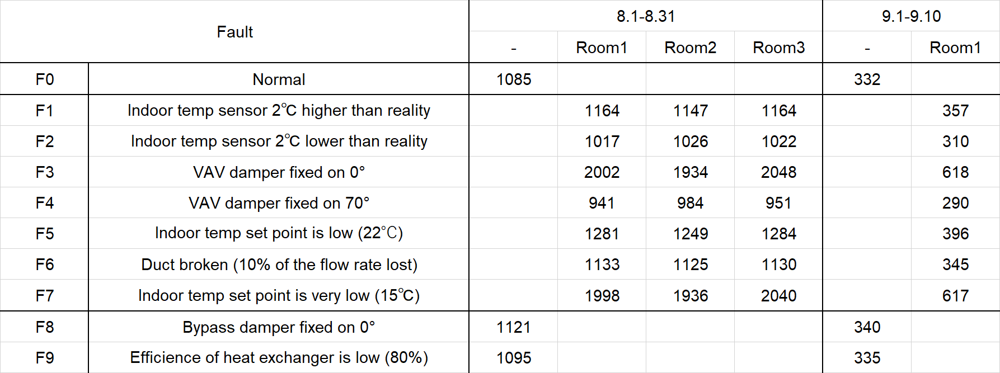 Fault 8.1-8.31 9.1-9.10
- Room1 Room2 Room3 - Room1
F0 Normal 1085 332
F1 Indoor temp sensor 2℃ higher than reality 1164 1147 1164 357
F2 Indoor temp sensor 2℃ lower than reality 1017 1026 1022 310
F3 VAV damper fixed on 0° 2002 1934 2048 618
F4 VAV damper fixed on 70° 941 984 951 290
F5 Indoor temp set point is low (22℃) 1281 1249 1284 396
F6 Duct broken (10% of the flow rate lost) 1133 1125 1130 345
F7 Indoor temp set point is very low (15℃) 1998 1936 2040 617
F8 Bypass damper fixed on 0° 1121 340
F9 Efficience of heat exchanger is low (80%) 1095 335